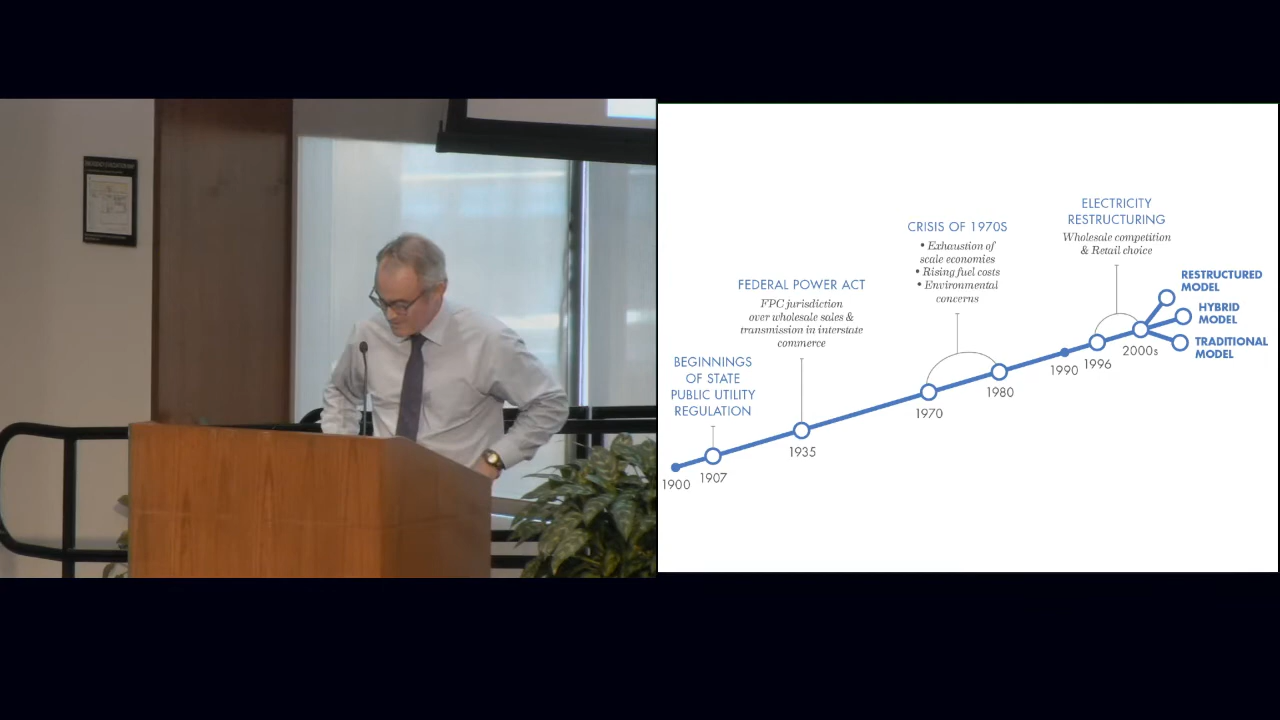 ELECTRICITY
RESTRUCTURING
Wholesale competition
& Retail choice
CRISIS OF 1970S
• Exhaustion of
scale economies
• Rising fuel costs
• Environmental
concerns
FEDERAL POWER ACT
FPC jurisdiction
over wholesale sales &
transmission in interstate
commerce
BEGINNINGS
OF STATE
PUBLIC UTILITY
REGULATION
RESTRUCTURED
MODEL
HYBRID
MODEL
TRADITIONAL
MODEL
1900
1907
1935
1970
1980
1990
1996
2000s